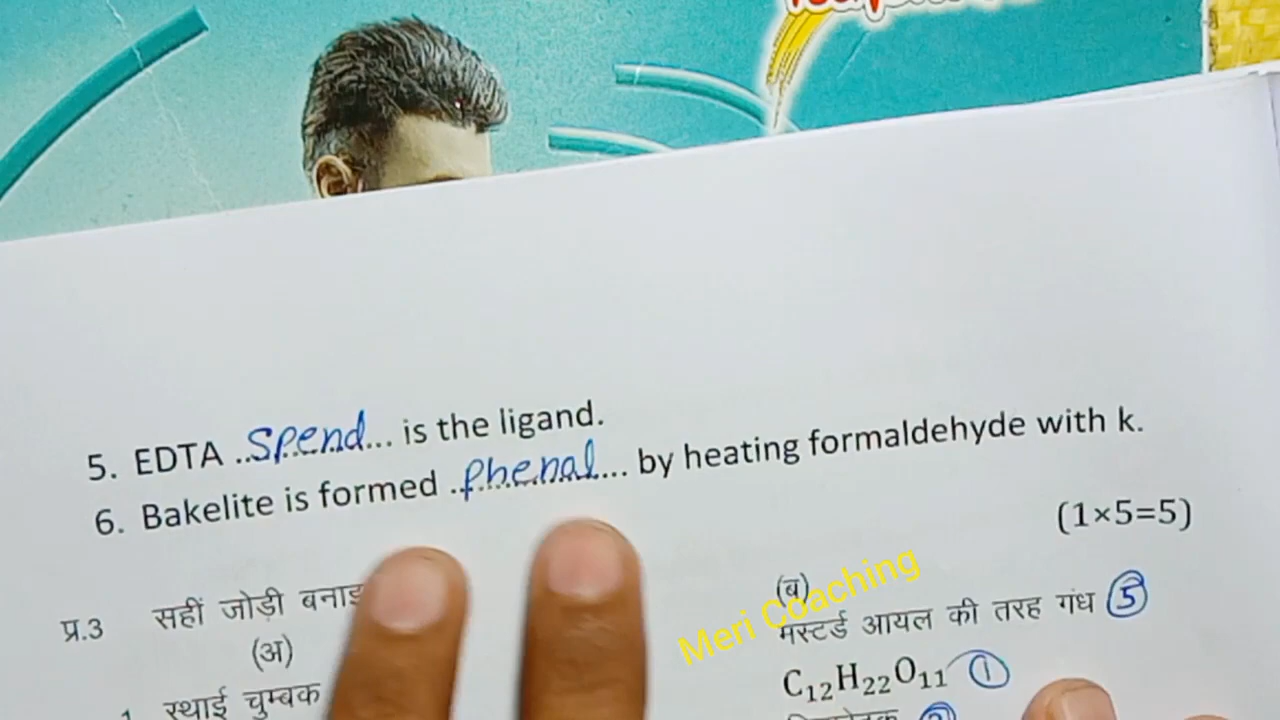 5. EDTA ..Spend... is the ligand.
6. Bakelite is formed ..phenal.... by heating formaldehyde with k.
(1×5=5)
प्र.3 सहीं जोड़ी बनाइ
(अ) (ब)
मस्टर्ड आयल की तरह गंध 5
Meri Coaching
C₁₂H₂₂O₁₁ 1
1 स्थाई चुम्बक